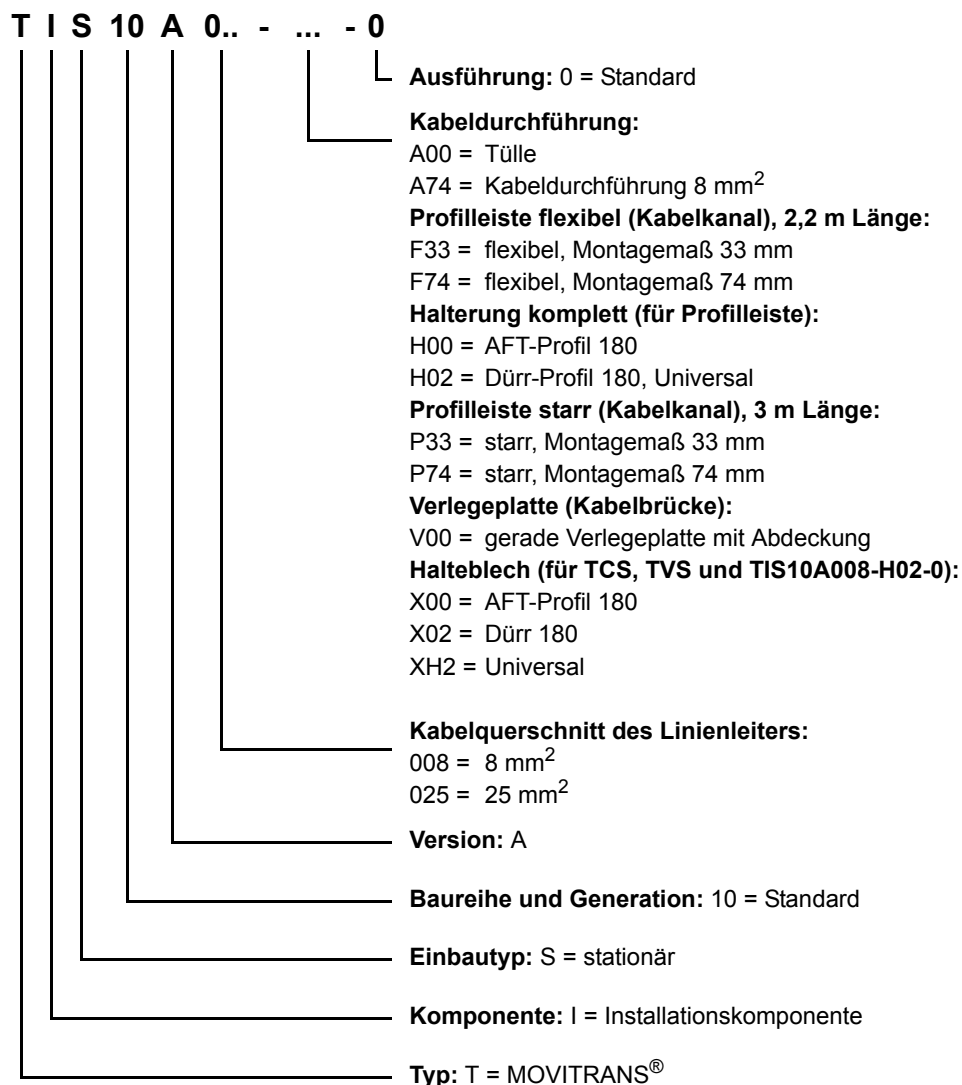 T I S 10 A 0.. - ... - 0
Ausführung: 0 = Standard
Kabeldurchführung:
A00 = Tülle
A74 = Kabeldurchführung 8 mm²
Profilleiste flexibel (Kabelkanal), 2,2 m Länge:
F33 = flexibel, Montagemaß 33 mm
F74 = flexibel, Montagemaß 74 mm
Halterung komplett (für Profilleiste):
H00 = AFT-Profil 180
H02 = Dürr-Profil 180, Universal
Profilleiste starr (Kabelkanal), 3 m Länge:
P33 = starr, Montagemaß 33 mm
P74 = starr, Montagemaß 74 mm
Verlegeplatte (Kabelbrücke):
V00 = gerade Verlegeplatte mit Abdeckung
Halteblech (für TCS, TVS und TIS10A008-H02-0):
X00 = AFT-Profil 180
X02 = Dürr 180
XH2 = Universal
Kabelquerschnitt des Linienleiters:
008 = 8 mm²
025 = 25 mm²
Version: A
Baureihe und Generation: 10 = Standard
Einbautyp: S = stationär
Komponente: I = Installationskomponente
Typ: T = MOVITRANS®